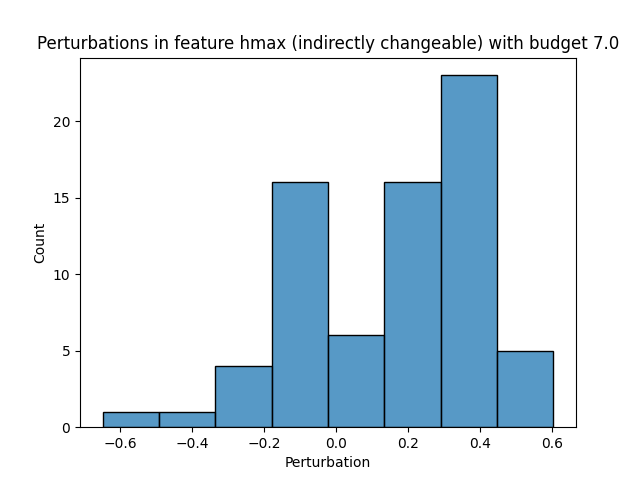 Perturbations in feature hmax (indirectly changeable) with budget 7.0
20
15
10
5
0
Count
−0.6 −0.4 −0.2 0.0 0.2 0.4 0.6
Perturbation